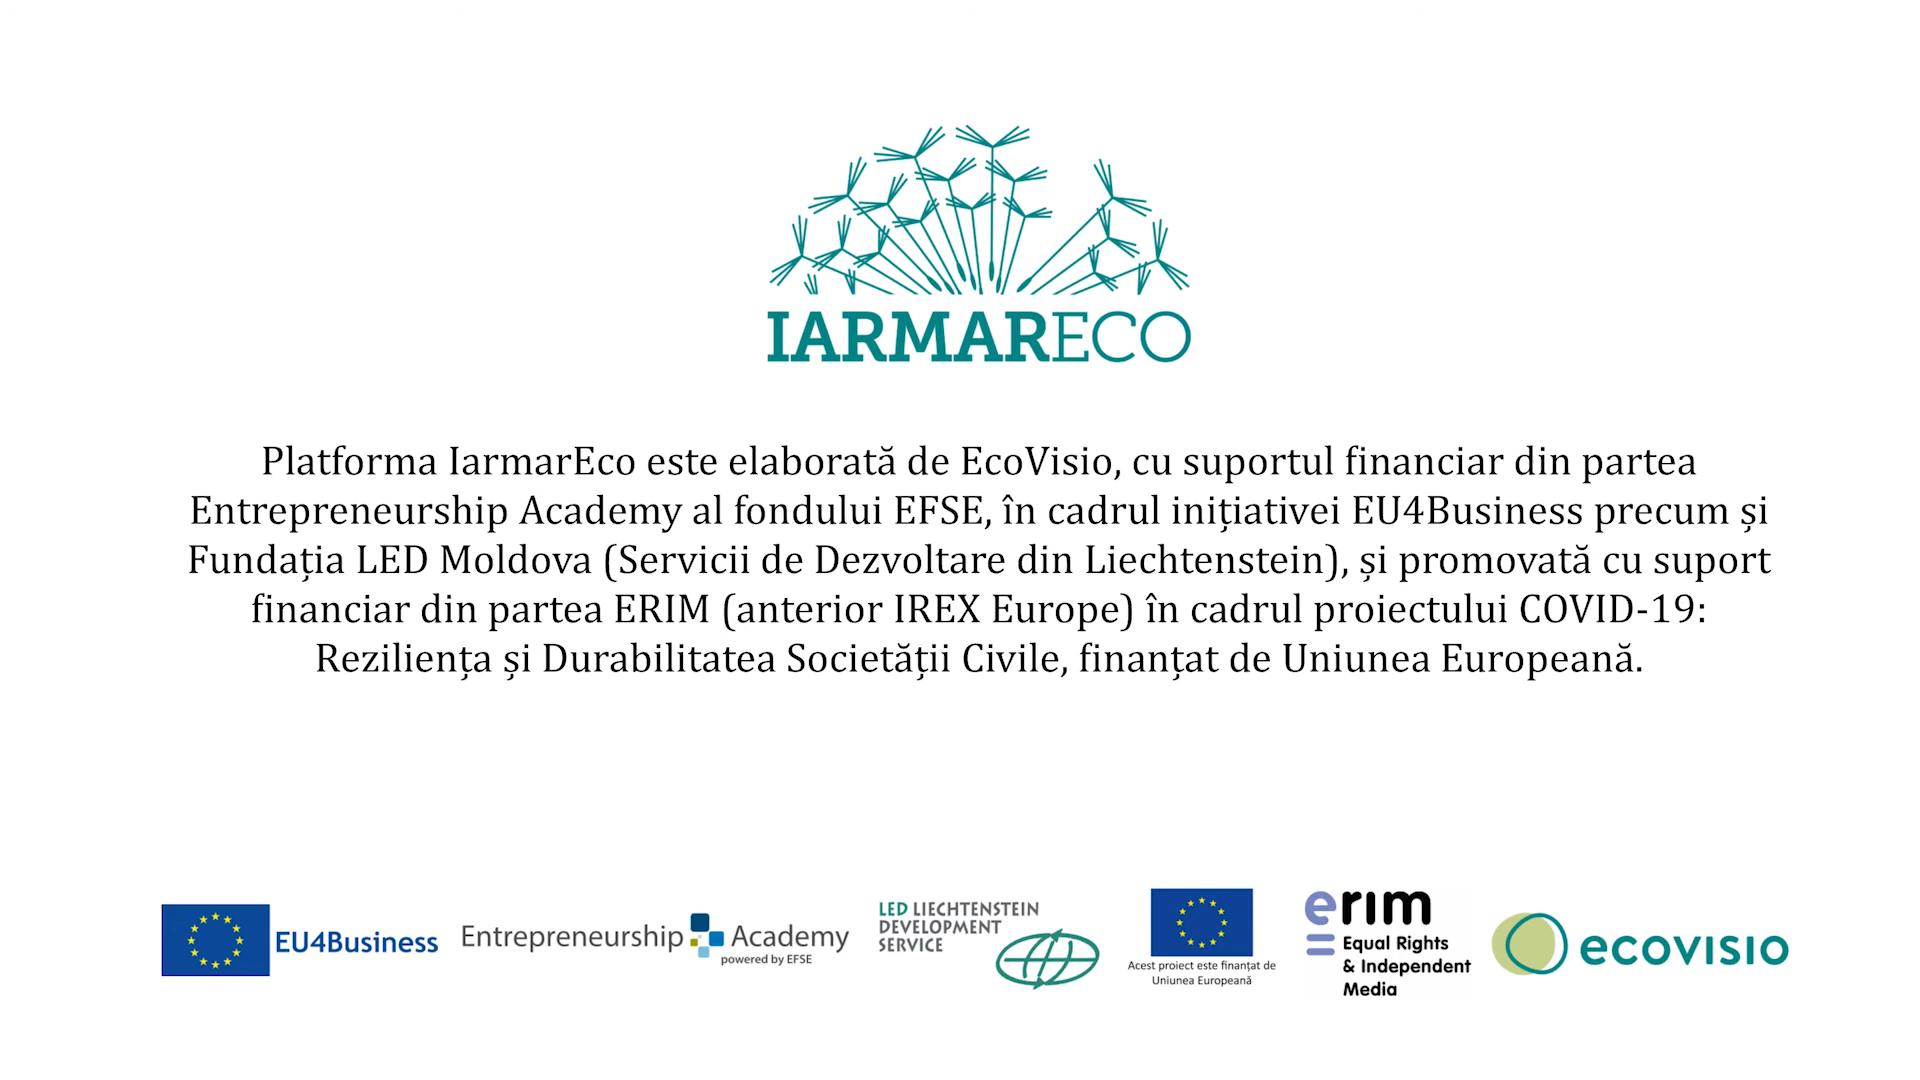 IARMARECO
Platforma IarmarEco este elaborată de EcoVisio, cu suportul financiar din partea
Entrepreneurship Academy al fondului EFSE, în cadrul inițiativei EU4Business precum și
Fundația LED Moldova (Servicii de Dezvoltare din Liechtenstein), și promovată cu suport
financiar din partea ERIM (anterior IREX Europe) în cadrul proiectului COVID-19:
Reziliența și Durabilitatea Societății Civile, finanțat de Uniunea Europeană.
EU4Business
Entrepreneurship Academy
powered by EFSE
LED LIECHTENSTEIN
DEVELOPMENT
SERVICE
Acest proiect este finanțat de
Uniunea Europeană
erim
Equal Rights
& Independent
Media
ecovisio